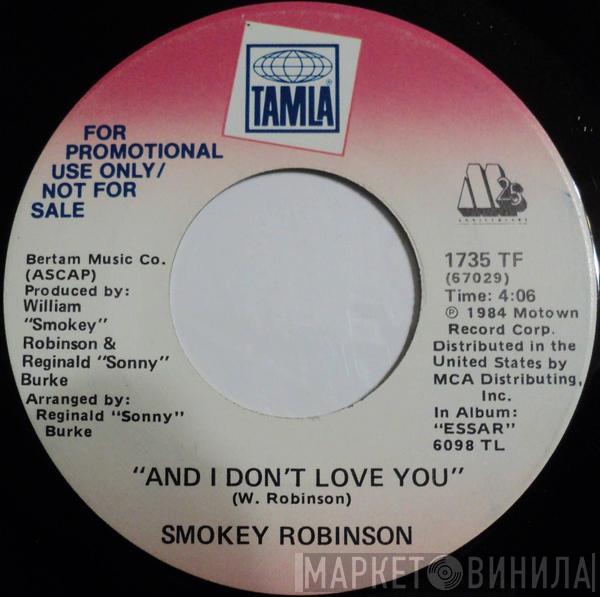 TAMLA
FOR
PROMOTIONAL
USE ONLY/
NOT FOR
SALE
M 25
ANNIVERSARY
Bertam Music Co.
(ASCAP)
Produced by:
William
"Smokey"
Robinson &
Reginald "Sonny"
Burke
Arranged by:
Reginald "Sonny"
Burke
1735 TF
(67029)
Time: 4:06
℗ 1984 Motown
Record Corp.
Distributed in the
United States by
MCA Distributing,
Inc.
In Album:
"ESSAR"
6098 TL
"AND I DON'T LOVE YOU"
(W. Robinson)
SMOKEY ROBINSON
МАРКЕТ ВИНИЛА